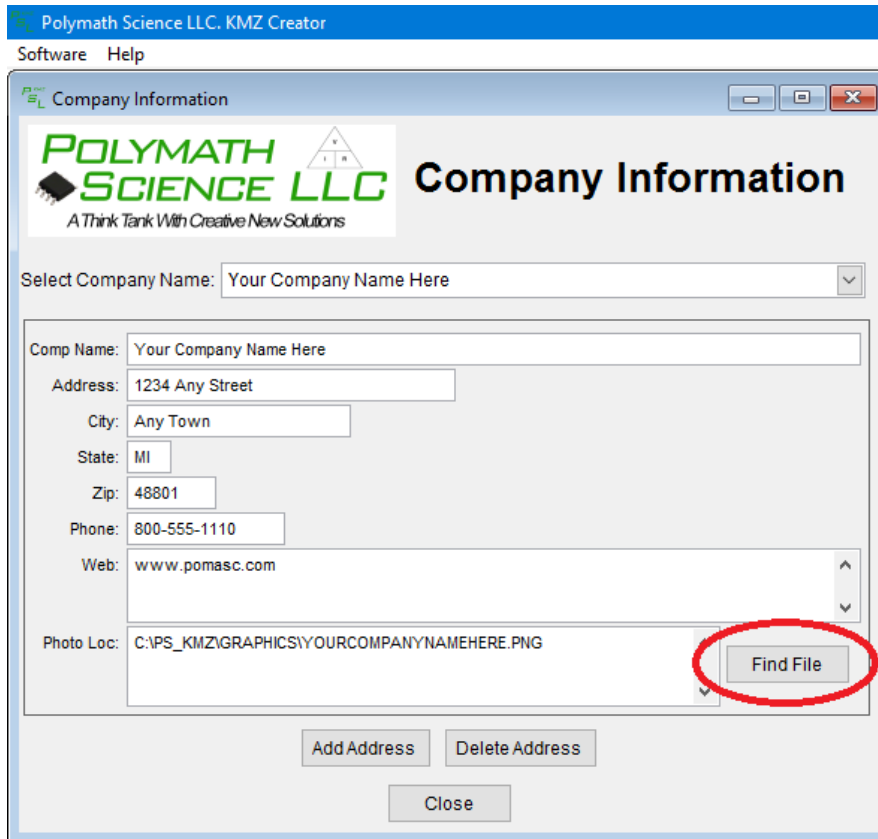 Polymath Science LLC. KMZ Creator
Software Help
Company Information
POLYMATH
SCIENCE LLC
A Think Tank With Creative New Solutions
V
I R
Company Information
Select Company Name: Your Company Name Here
Comp Name: Your Company Name Here
Address: 1234 Any Street
City: Any Town
State: MI
Zip: 48801
Phone: 800-555-1110
Web: www.pomasc.com
Photo Loc: C:\PS_KMZ\GRAPHICS\YOURCOMPANYNAMEHERE.PNG
Find File
Add Address Delete Address
Close